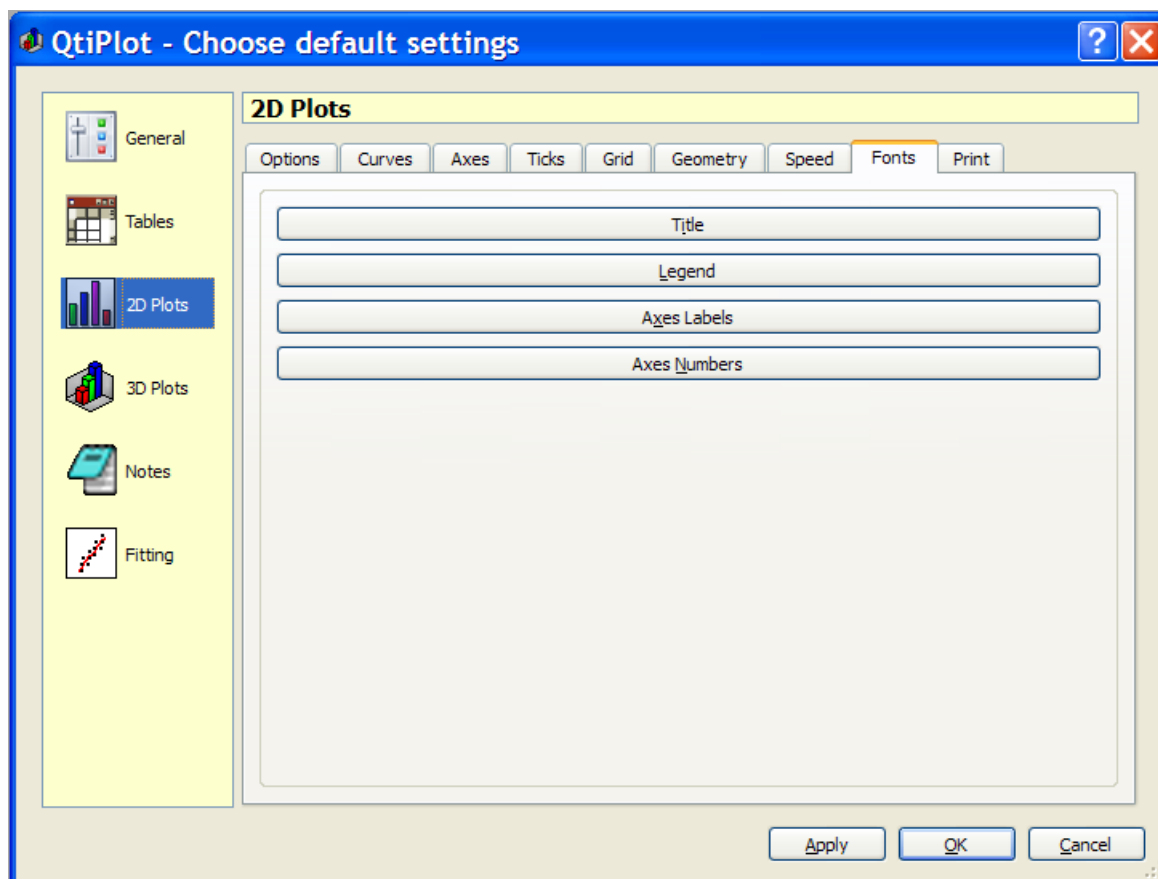 QtiPlot - Choose default settings
General
Tables
2D Plots
3D Plots
Notes
Fitting
2D Plots
Options Curves Axes Ticks Grid Geometry Speed Fonts Print
Title
Legend
Axes Labels
Axes Numbers
Apply OK Cancel